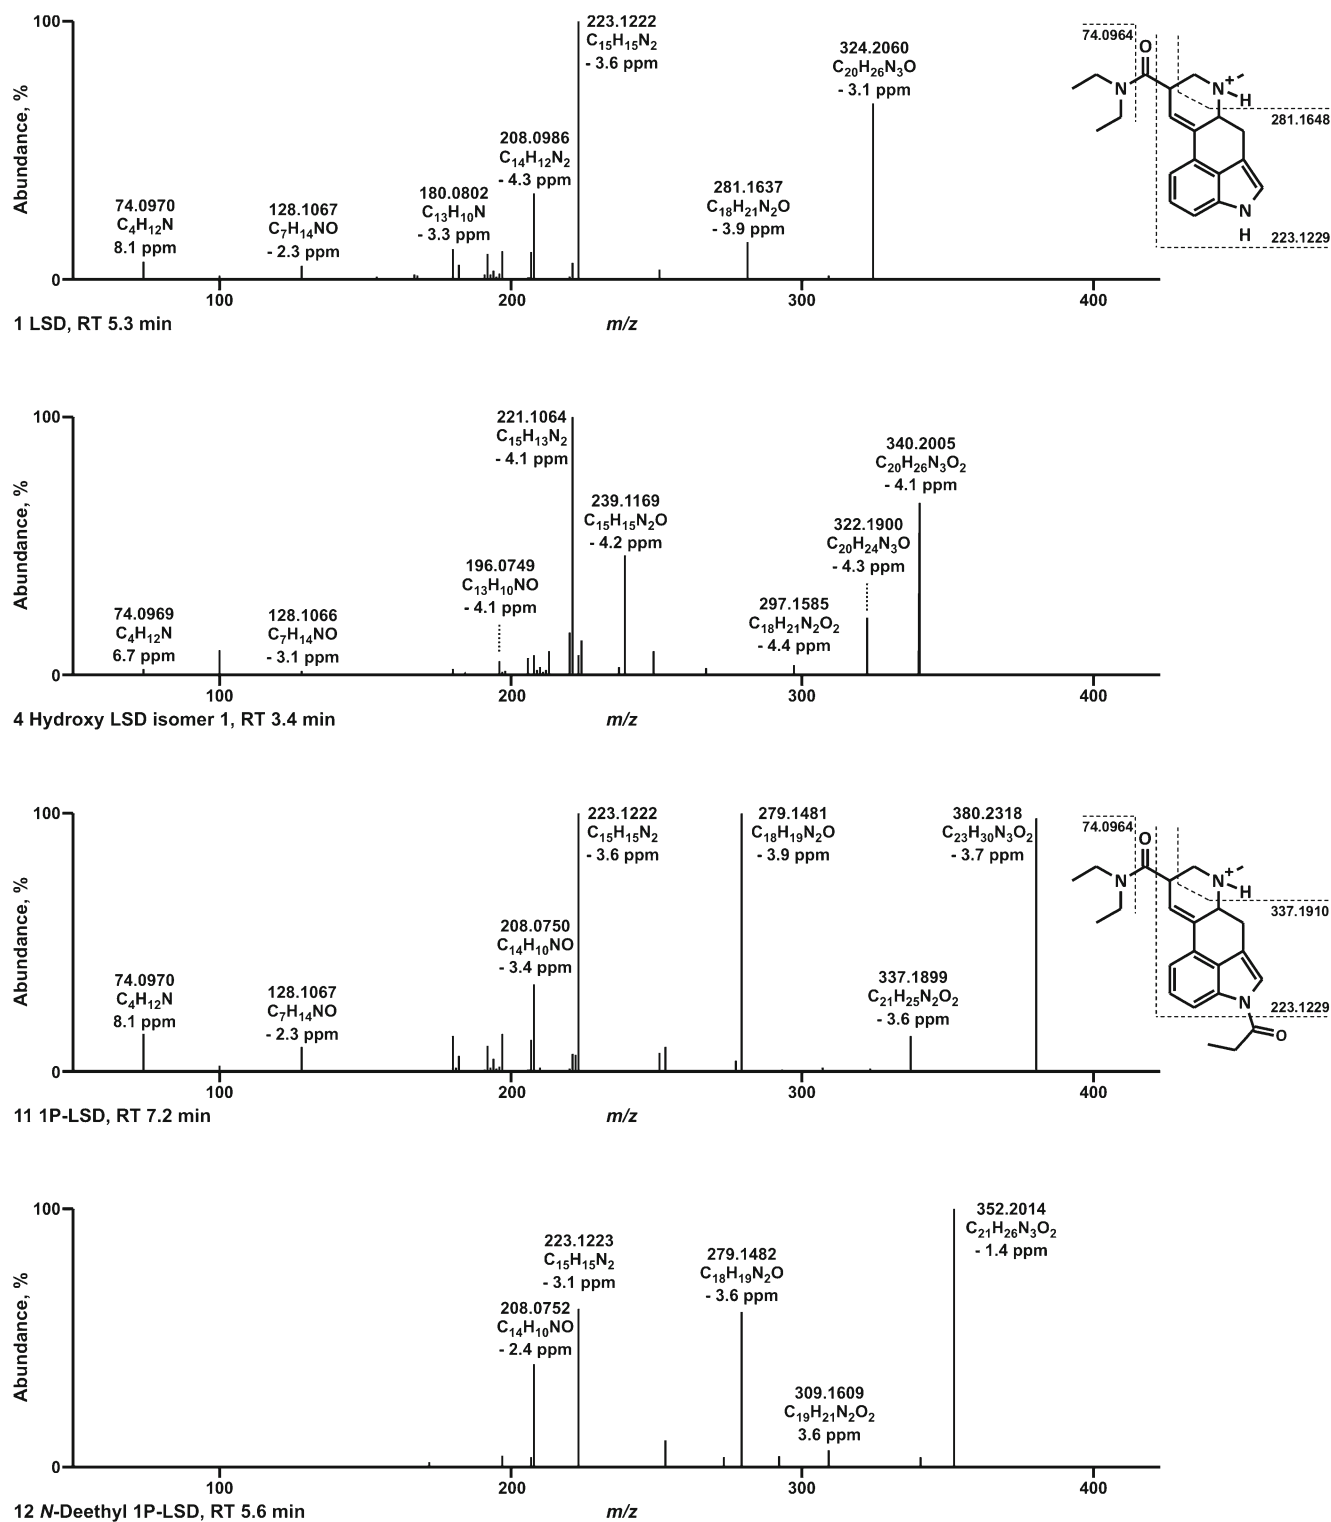 100
Abundance, %
0
223.1222
C15H15N2
- 3.6 ppm
324.2060
C20H26N3O
- 3.1 ppm
208.0986
C14H12N2
- 4.3 ppm
180.0802
C13H10N
- 3.3 ppm
281.1637
C18H21N2O
- 3.9 ppm
74.0970
C4H12N
8.1 ppm
128.1067
C7H14NO
- 2.3 ppm
74.0964
O
N
N+
H
281.1648
N
H
223.1229
100 200 300 400
1 LSD, RT 5.3 min
m/z
100
Abundance, %
0
221.1064
C15H13N2
- 4.1 ppm
340.2005
C20H26N3O2
- 4.1 ppm
239.1169
C15H15N2O
- 4.2 ppm
322.1900
C20H24N3O
- 4.3 ppm
196.0749
C13H10NO
- 4.1 ppm
297.1585
C18H21N2O2
- 4.4 ppm
74.0969
C4H12N
6.7 ppm
128.1066
C7H14NO
- 3.1 ppm
100 200 300 400
4 Hydroxy LSD isomer 1, RT 3.4 min
m/z
100
Abundance, %
0
223.1222
C15H15N2
- 3.6 ppm
279.1481
C18H19N2O
- 3.9 ppm
380.2318
C23H30N3O2
- 3.7 ppm
208.0750
C14H10NO
- 3.4 ppm
74.0970
C4H12N
8.1 ppm
128.1067
C7H14NO
- 2.3 ppm
337.1899
C21H25N2O2
- 3.6 ppm
74.0964
O
N
N+
H
337.1910
N
223.1229
O
100 200 300 400
11 1P-LSD, RT 7.2 min
m/z
100
Abundance, %
0
352.2014
C21H26N3O2
- 1.4 ppm
223.1223
C15H15N2
- 3.1 ppm
279.1482
C18H19N2O
- 3.6 ppm
208.0752
C14H10NO
- 2.4 ppm
309.1609
C19H21N2O2
3.6 ppm
100 200 300 400
12 N-Deethyl 1P-LSD, RT 5.6 min
m/z